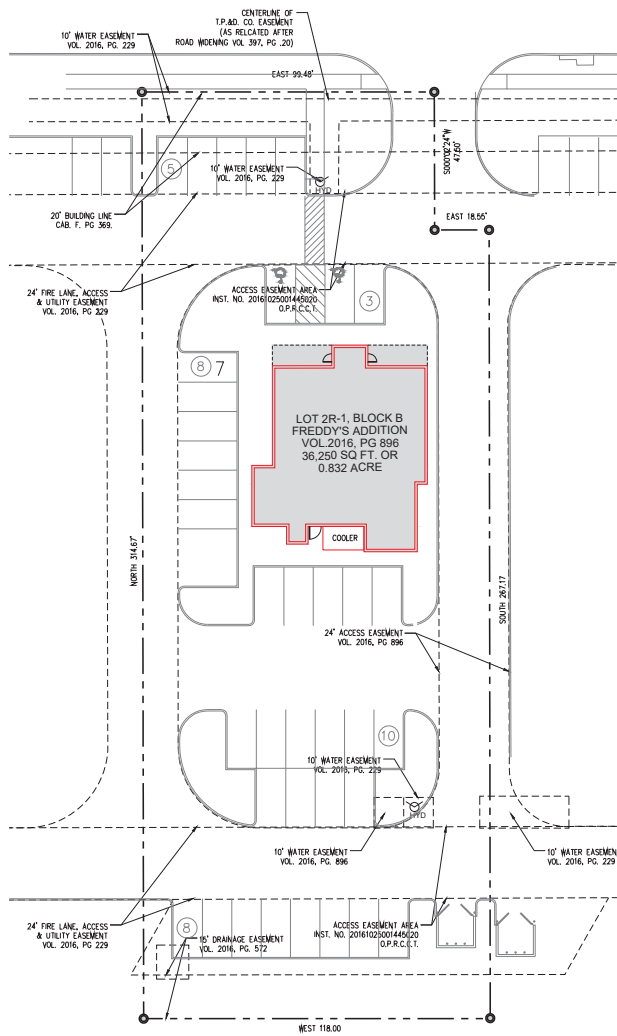 CENTERLINE OF
T.P.&D. CO. EASEMENT
(AS RELCATED AFTER
ROAD WIDENING VOL 397, PG .20)
10' WATER EASEMENT
VOL. 2016, PG. 229
EAST 99.48'
S000°02'24"W
47.50'
5
10' WATER EASEMENT
VOL. 2016, PG. 229
HYD
20' BUILDING LINE
CAB. F. PG 369.
EAST 18.55'
24' FIRE LANE, ACCESS
& UTILITY EASEMENT
VOL. 2016, PG 229
ACCESS EASEMENT AREA
INST. NO. 20161025001445020
O.P.R.C.C.T.
3
8 7
LOT 2R-1, BLOCK B
FREDDY'S ADDITION
VOL.2016, PG 896
36,250 SQ FT. OR
0.832 ACRE
COOLER
NORTH 314.67'
SOUTH 267.17
24' ACCESS EASEMENT
VOL. 2016, PG 896
10
10' WATER EASEMENT
VOL. 2016, PG. 229
HYD
10' WATER EASEMENT
VOL. 2016, PG. 896
10' WATER EASEMEN
VOL. 2016, PG. 229
24' FIRE LANE, ACCESS
& UTILITY EASEMENT
VOL. 2016, PG 229
8
15' DRAINAGE EASEMENT
VOL. 2016, PG. 572
ACCESS EASEMENT AREA
INST. NO. 20161025001445020
O.P.R.C.C.T.
WEST 118.00